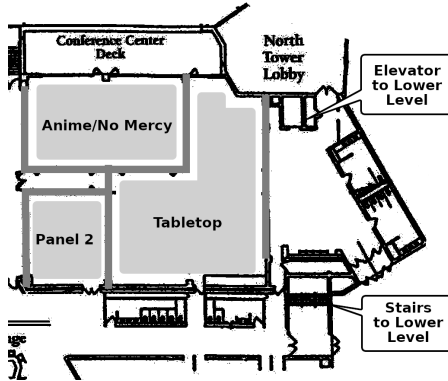 Conference Center
Deck
North
Tower
Lobby
Elevator
to Lower
Level
Anime/No Mercy
Tabletop
Panel 2
Stairs
to Lower
Level